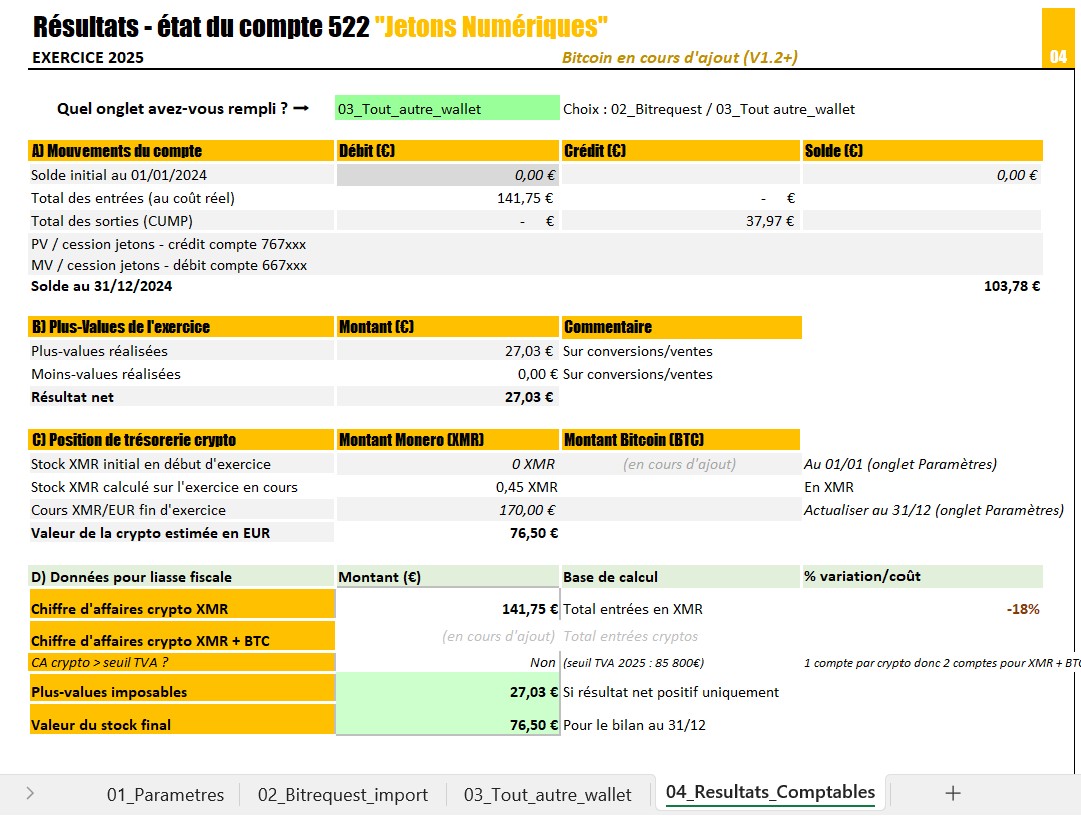 Résultats - état du compte 522 "Jetons Numériques"
EXERCICE 2025 Bitcoin en cours d'ajout (V1.2+) 04
Quel onglet avez-vous rempli ? → 03_Tout_autre_wallet Choix : 02_Bitrequest / 03_Tout autre_wallet
A) Mouvements du compte Débit (€) Crédit (€) Solde (€)
Solde initial au 01/01/2024 0,00 € 0,00 €
Total des entrées (au coût réel) 141,75 € - €
Total des sorties (CUMP) - € 37,97 €
PV / cession jetons - crédit compte 767xxx
MV / cession jetons - débit compte 667xxx
Solde au 31/12/2024 103,78 €
B) Plus-Values de l'exercice Montant (€) Commentaire
Plus-values réalisées 27,03 € Sur conversions/ventes
Moins-values réalisées 0,00 € Sur conversions/ventes
Résultat net 27,03 €
C) Position de trésorerie crypto Montant Monero (XMR) Montant Bitcoin (BTC)
Stock XMR initial en début d'exercice 0 XMR (en cours d'ajout) Au 01/01 (onglet Paramètres)
Stock XMR calculé sur l'exercice en cours 0,45 XMR En XMR
Cours XMR/EUR fin d'exercice 170,00 € Actualiser au 31/12 (onglet Paramètres)
Valeur de la crypto estimée en EUR 76,50 €
D) Données pour liasse fiscale Montant (€) Base de calcul % variation/coût
Chiffre d'affaires crypto XMR 141,75 € Total entrées en XMR -18%
Chiffre d'affaires crypto XMR + BTC (en cours d'ajout) Total entrées cryptos
CA crypto > seuil TVA ? Non (seuil TVA 2025 : 85 800€) 1 compte par crypto donc 2 comptes pour XMR + BTC
Plus-values imposables 27,03 € Si résultat net positif uniquement
Valeur du stock final 76,50 € Pour le bilan au 31/12
01_Parametres 02_Bitrequest_import 03_Tout_autre_wallet 04_Resultats_Comptables +